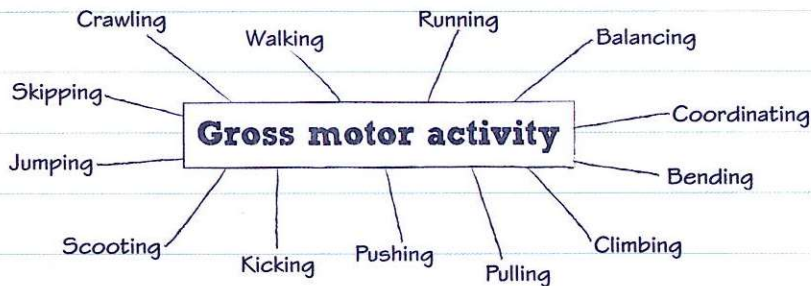 Crawling
Walking
Running
Balancing
Skipping
Coordinating
Gross motor activity
Jumping
Bending
Scooting
Kicking
Pushing
Pulling
Climbing